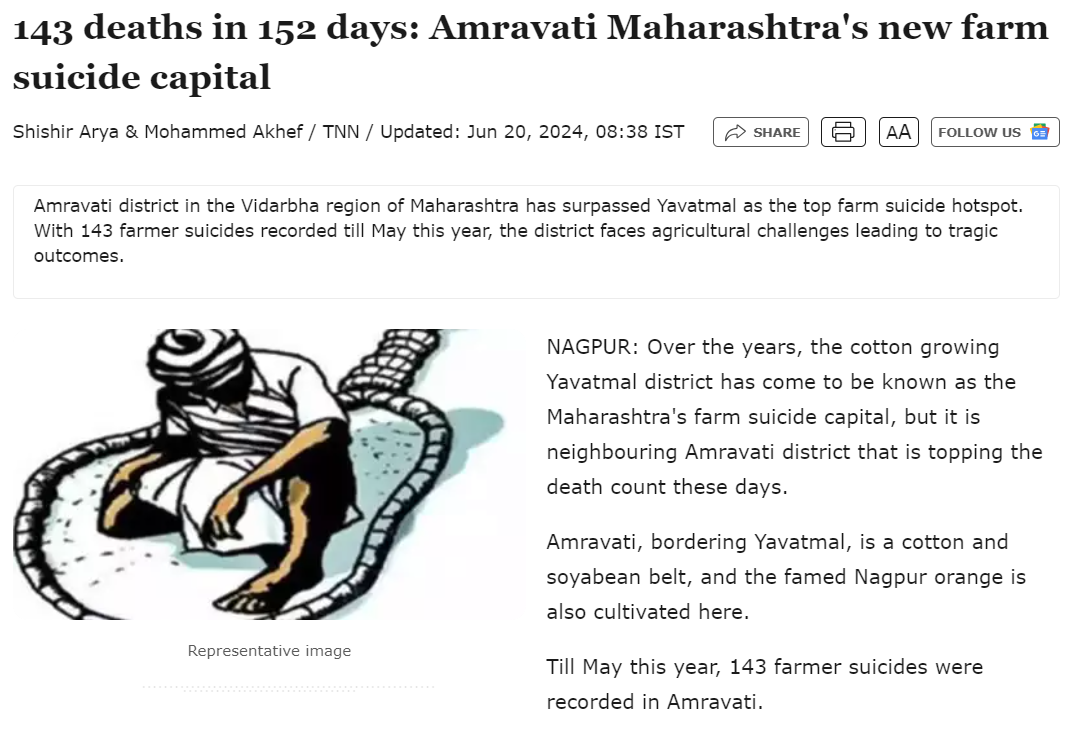 143 deaths in 152 days: Amravati Maharashtra's new farm
suicide capital
Shishir Arya & Mohammed Akhef / TNN / Updated: Jun 20, 2024, 08:38 IST
SHARE
AA
FOLLOW US
GE
Amravati district in the Vidarbha region of Maharashtra has surpassed Yavatmal as the top farm suicide hotspot.
With 143 farmer suicides recorded till May this year, the district faces agricultural challenges leading to tragic
outcomes.
NAGPUR: Over the years, the cotton growing
Yavatmal district has come to be known as the
Maharashtra's farm suicide capital, but it is
neighbouring Amravati district that is topping the
death count these days.
Amravati, bordering Yavatmal, is a cotton and
soyabean belt, and the famed Nagpur orange is
also cultivated here.
Till May this year, 143 farmer suicides were
recorded in Amravati.
Representative image